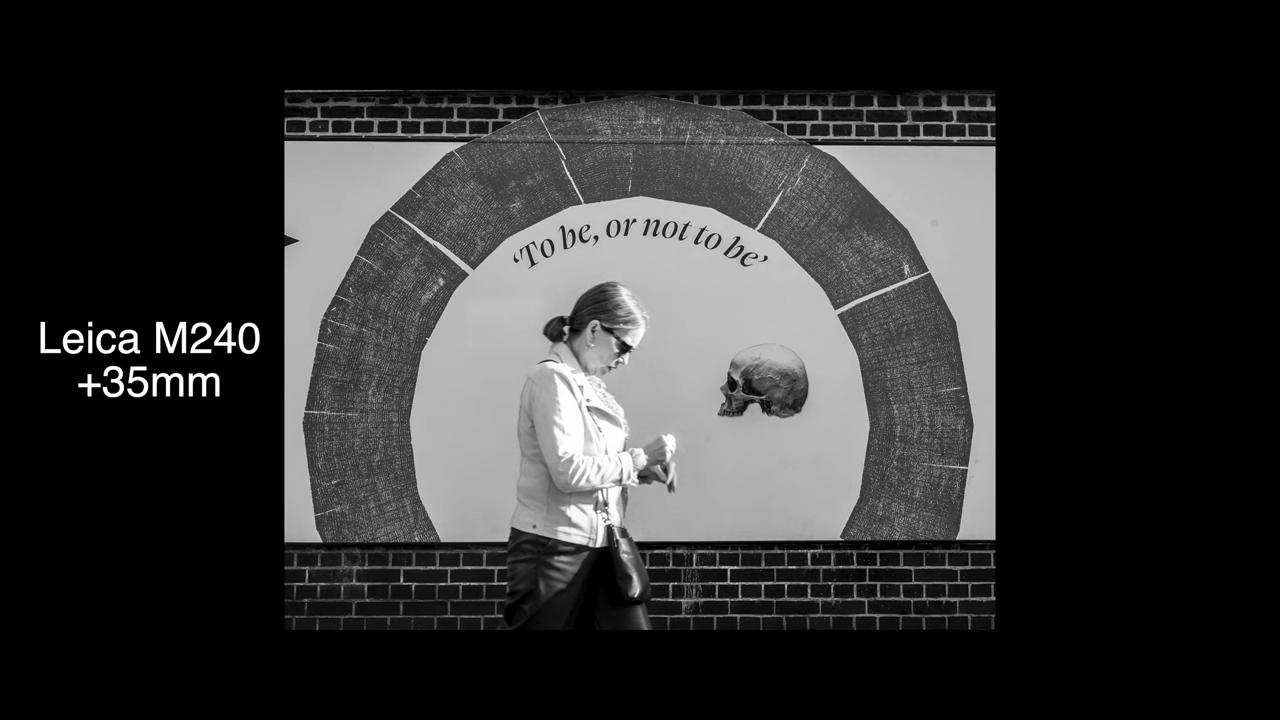 Leica M240
+35mm
‘To be, or not to be’